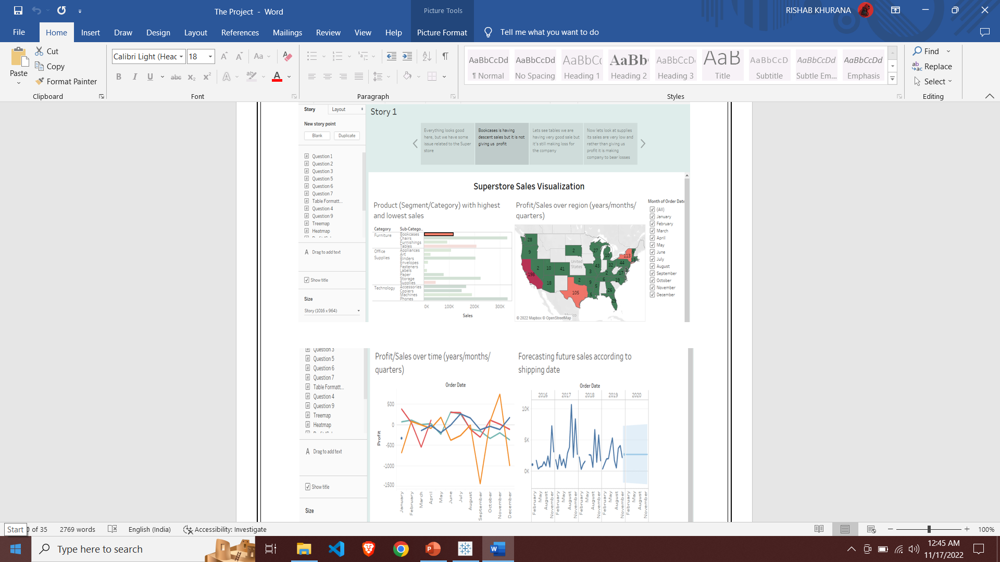 The Project - Word
Picture Tools
RISHAB KHURANA
File Home Insert Draw Design Layout References Mailings Review View Help Picture Format Tell me what you want to do
Paste
Cut
Copy
Format Painter
Clipboard
Calibri Light (Head
18
Font
Paragraph
AaBbCcDd AaBbCcDd AaBbCc AaBb AaBbCcDc AaB AaBbCcD AaBbCcDd AaBbCcDd
¶ Normal No Spacing Heading 1 Heading 2 Heading 3 Title Subtitle Subtle Em... Emphasis
Styles
Find
Replace
Select
Editing
Story Layout
New story point
Blank Duplicate
Question 1
Question 2
Question 3
Question 5
Question 6
Question 7
Table Formatt...
Question 4
Question 9
Treemap
Heatmap
Drag to add text
Show title
Size
Story (1016 x 964)
Story 1
Everything looks good
here, but we have some
issue related to the Super
store
Bookcases is having
descent sales but it is not
giving us profit
Lets see tables we are
having very good sale but
it's still making loss for
the company
Now lets look at supplies
its sales are very low and
rather than giving us
profit it is making
company to bear losses
Superstore Sales Visualization
Product (Segment/Category) with highest
and lowest sales
Category Sub-Catego..
Furniture
Bookcases
Chairs
Furnishings
Tables
Office
Supplies
Appliances
Art
Binders
Envelopes
Fasteners
Labels
Paper
Storage
Supplies
Technology
Accessories
Copiers
Machines
Phones
0K 100K 200K 300K
Sales
Profit/Sales over region (years/months/
quarters)
28
9
198
2
10
41
18
2
United
States
105
27
10
43
3
32
2
44
113
5
2
9
5
5
6
19
17
26
29
Mexico
© 2022 Mapbox © OpenStreetMap
Month of Order Date
(All)
January
February
March
April
May
June
July
August
September
October
November
December
Question 3
Question 5
Question 6
Question 7
Table Formatt...
Question 4
Question 9
Treemap
Heatmap
Drag to add text
Show title
Size
Profit/Sales over time (years/months/
quarters)
Order Date
500
0
-500
-1000
-1500
Profit
January February March April May June July August September October November December
Forecasting future sales according to
shipping date
Order Date
2016 2017 2018 2019 2020
10K
5K
0K
February May August November February May August November February May August November February May August November February May August November
Start
of 35 2769 words English (India) Accessibility: Investigate
100%
Type here to search
12:45 AM
11/17/2022